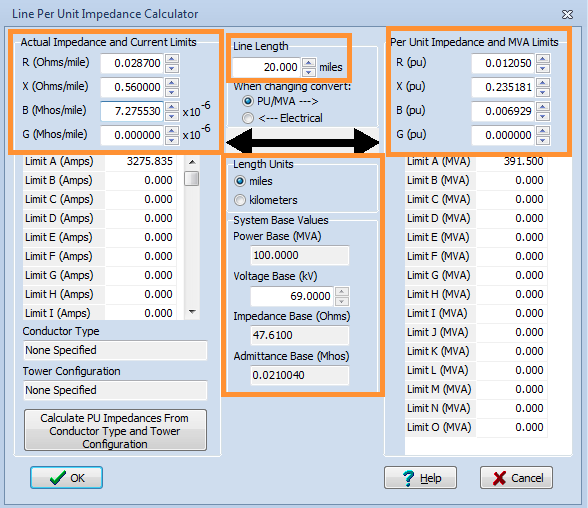 Line Per Unit Impedance Calculator
Actual Impedance and Current Limits
R (Ohms/mile) 0.028700
X (Ohms/mile) 0.560000
B (Mhos/mile) 7.275530 x10-6
G (Mhos/mile) 0.000000 x10-6
Limit A (Amps) 3275.835
Limit B (Amps) 0.000
Limit C (Amps) 0.000
Limit D (Amps) 0.000
Limit E (Amps) 0.000
Limit F (Amps) 0.000
Limit G (Amps) 0.000
Limit H (Amps) 0.000
Limit I (Amps) 0.000
Conductor Type
None Specified
Tower Configuration
None Specified
Calculate PU Impedances From
Conductor Type and Tower
Configuration
Line Length
20.000 miles
When changing convert:
PU/MVA --->
<--- Electrical
Length Units
miles
kilometers
System Base Values
Power Base (MVA)
100.0000
Voltage Base (kV)
69.0000
Impedance Base (Ohms)
47.6100
Admittance Base (Mhos)
0.0210040
Per Unit Impedance and MVA Limits
R (pu) 0.012050
X (pu) 0.235181
B (pu) 0.006929
G (pu) 0.000000
Limit A (MVA) 391.500
Limit B (MVA) 0.000
Limit C (MVA) 0.000
Limit D (MVA) 0.000
Limit E (MVA) 0.000
Limit F (MVA) 0.000
Limit G (MVA) 0.000
Limit H (MVA) 0.000
Limit I (MVA) 0.000
Limit J (MVA) 0.000
Limit K (MVA) 0.000
Limit L (MVA) 0.000
Limit M (MVA) 0.000
Limit N (MVA) 0.000
Limit O (MVA) 0.000
OK
? Help
Cancel